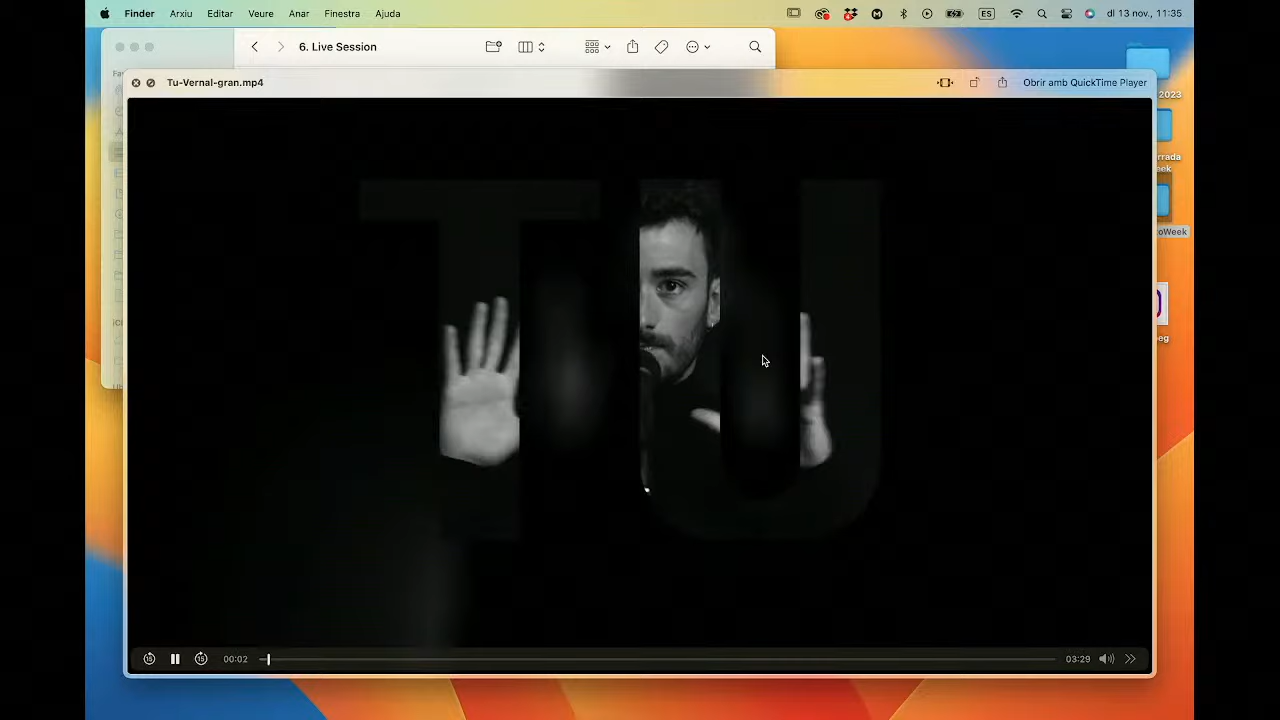 Finder Arxiu Editar Veure Anar Finestra Ajuda ES dl 13 nov., 11:35
6. Live Session
Tu-Vernal-gran.mp4 Obrir amb QuickTime Player
2023
TU
00:02 03:29